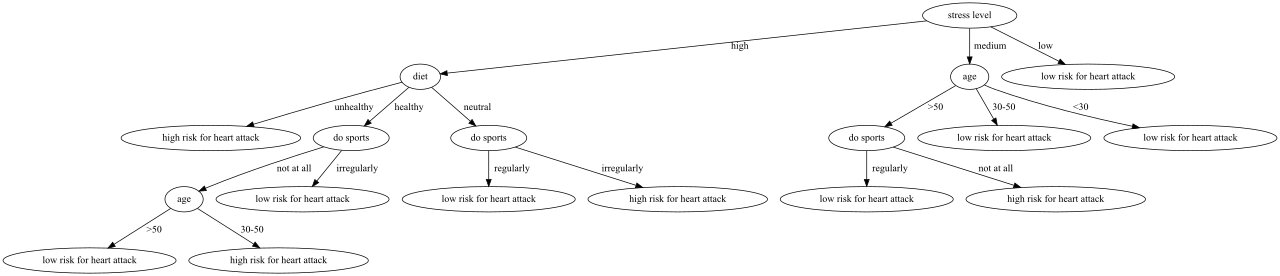 stress level
high
medium
low
diet
age
low risk for heart attack
unhealthy
healthy
neutral
>50
30-50
<30
high risk for heart attack
do sports
do sports
do sports
low risk for heart attack
low risk for heart attack
not at all
irregularly
regularly
irregularly
regularly
not at all
age
low risk for heart attack
low risk for heart attack
high risk for heart attack
low risk for heart attack
high risk for heart attack
>50
30-50
low risk for heart attack
high risk for heart attack